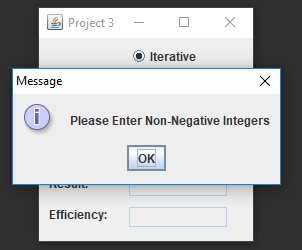 Project 3
Iterative
Message
Please Enter Non-Negative Integers
OK
Result:
Efficiency: